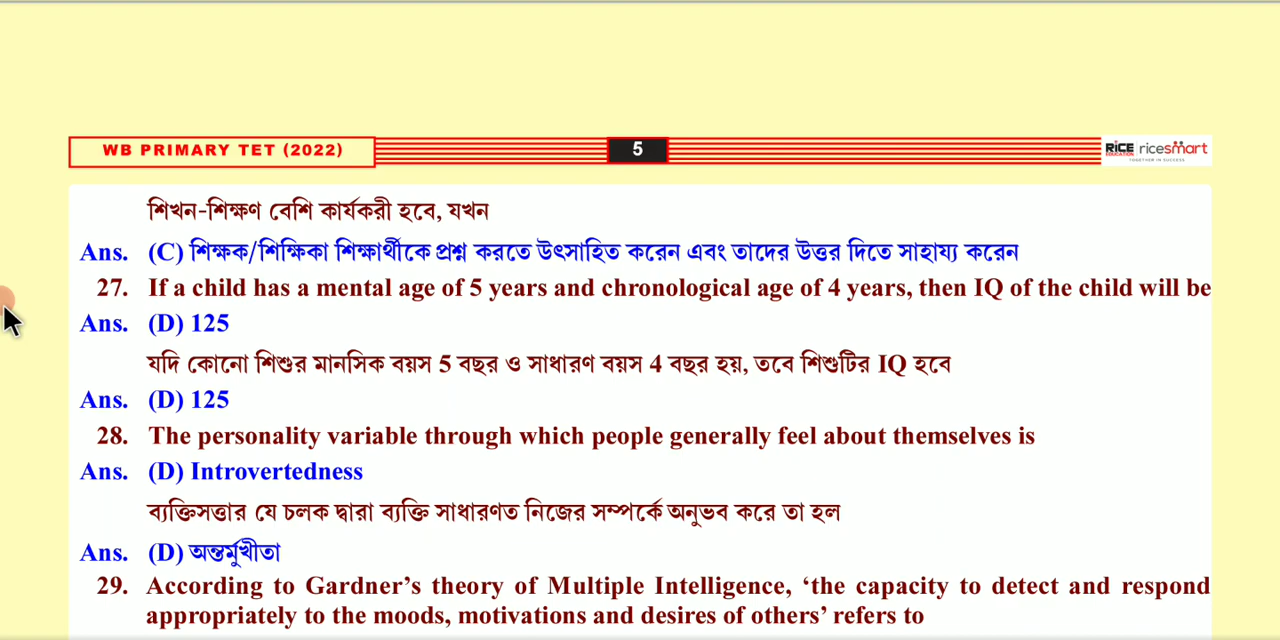 WB PRIMARY TET (2022)
5
RICE EDUCATION ricesmart
TOGETHER IN SUCCESS
শিখন-শিক্ষণ বেশি কার্যকরী হবে, যখন
Ans. (C) শিক্ষক/শিক্ষিকা শিক্ষার্থীকে প্রশ্ন করতে উৎসাহিত করেন এবং তাদের উত্তর দিতে সাহায্য করেন
27. If a child has a mental age of 5 years and chronological age of 4 years, then IQ of the child will be
Ans. (D) 125
যদি কোনো শিশুর মানসিক বয়স 5 বছর ও সাধারণ বয়স 4 বছর হয়, তবে শিশুটির IQ হবে
Ans. (D) 125
28. The personality variable through which people generally feel about themselves is
Ans. (D) Introvertedness
ব্যক্তিসত্তার যে চলক দ্বারা ব্যক্তি সাধারণত নিজের সম্পর্কে অনুভব করে তা হল
Ans. (D) অন্তর্মুখীতা
29. According to Gardner’s theory of Multiple Intelligence, ‘the capacity to detect and respond
appropriately to the moods, motivations and desires of others’ refers to